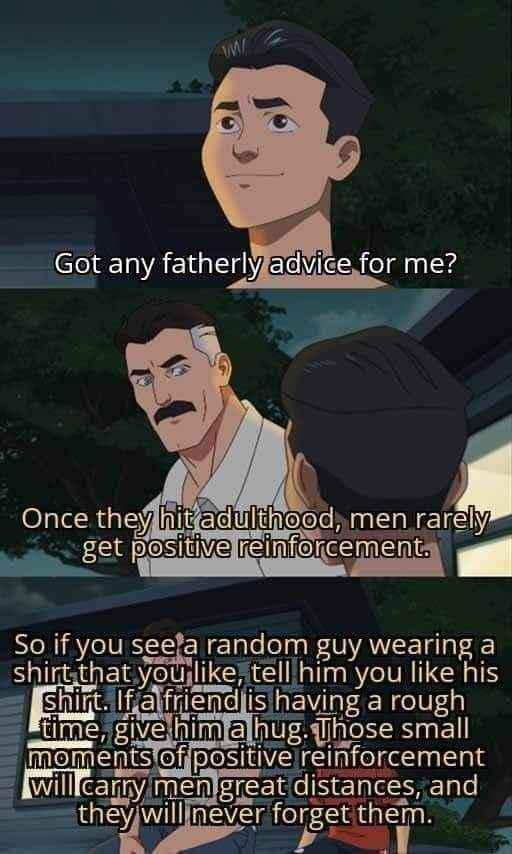 Got any fatherly advice for me?
Once they hit adulthood, men rarely
get positive reinforcement.
So if you see a random guy wearing a
shirt that you like, tell him you like his
shirt. If a friend is having a rough
time, give him a hug. Those small
moments of positive reinforcement
will carry men great distances, and
they will never forget them.